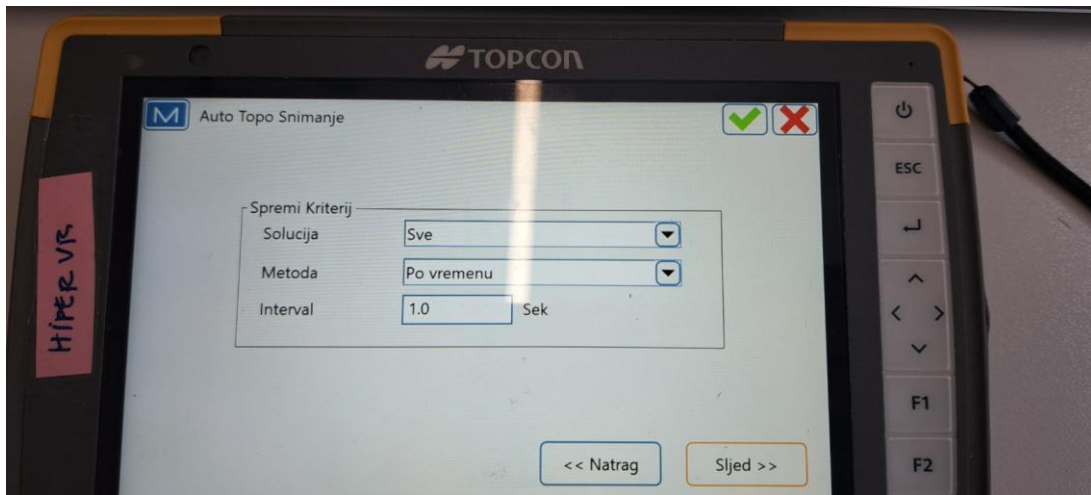 TOPCON
Auto Topo Snimanje
ESC
Spremi Kriterij
Solucija Sve
Metoda Po vremenu
Interval 1.0 Sek
HIPER VR
F1
<< Natrag Sljed >>
F2